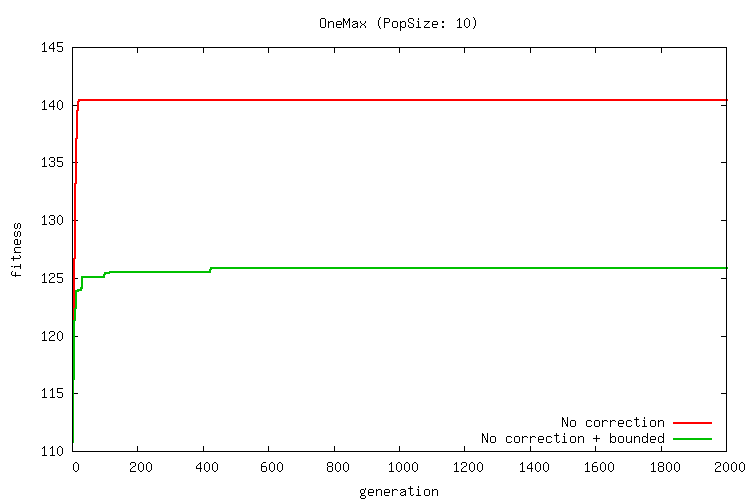 OneMax (PopSize: 10)
145
140
135
130
125
120
115
110
fitness
No correction
No correction + bounded
0 200 400 600 800 1000 1200 1400 1600 1800 2000
generation